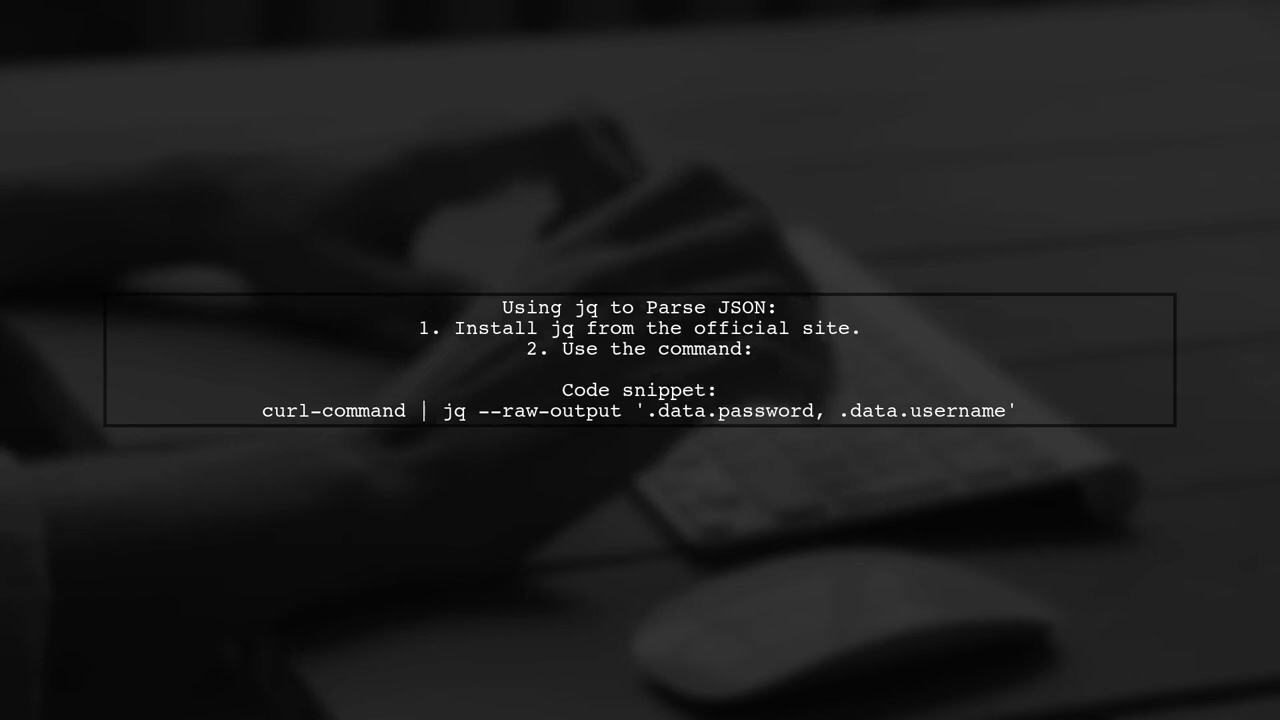 Using jq to Parse JSON:
1. Install jq from the official site.
2. Use the command:
Code snippet:
curl-command | jq --raw-output '.data.password, .data.username'